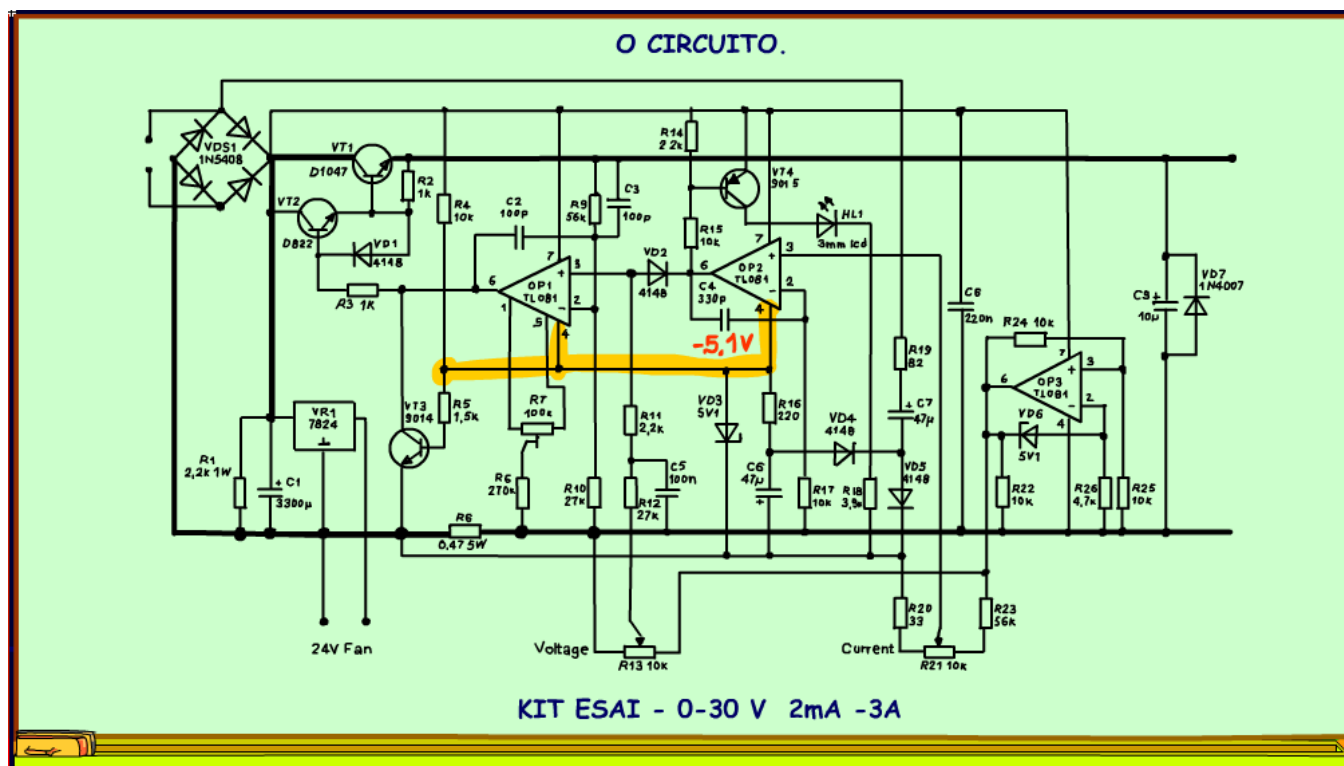 O CIRCUITO.
VDS1
1N5408
VT1
D1047
R2
1k
VT2
D822
VD1
4148
R3 1K
R4
10k
C2
100p
R9
56k
C3
100p
7
6
OP1
TL081
+
3
-
2
1
5
4
VD2
4148
R14
22k
VT4
9015
HL1
3mm lcd
R15
10k
7
6
OP2
TL081
+
3
-
2
4
C4
330p
-5.1V
C6
220n
R19
82
C7
47µ
+
R24 10k
7
6
OP3
TL081
+
3
-
2
4
VD6
5V1
C9
+
10µ
VD7
1N4007
VR1
7824
R1
2,2k 1W
C1
+
3300µ
VT3
9014
R5
1,5k
R7
100k
R6
270k
R10
27k
R11
2,2k
R12
27k
C5
100n
VD3
5V1
R16
220
C6
47µ
+
VD4
4148
R17
10k
R18
3,9k
VD5
4148
R22
10k
R26
4,7k
R25
10k
R6
0,47 5W
24V Fan
Voltage
R13 10k
R20
33
Current
R21 10k
R23
56k
KIT ESAI - 0-30 V 2mA -3A